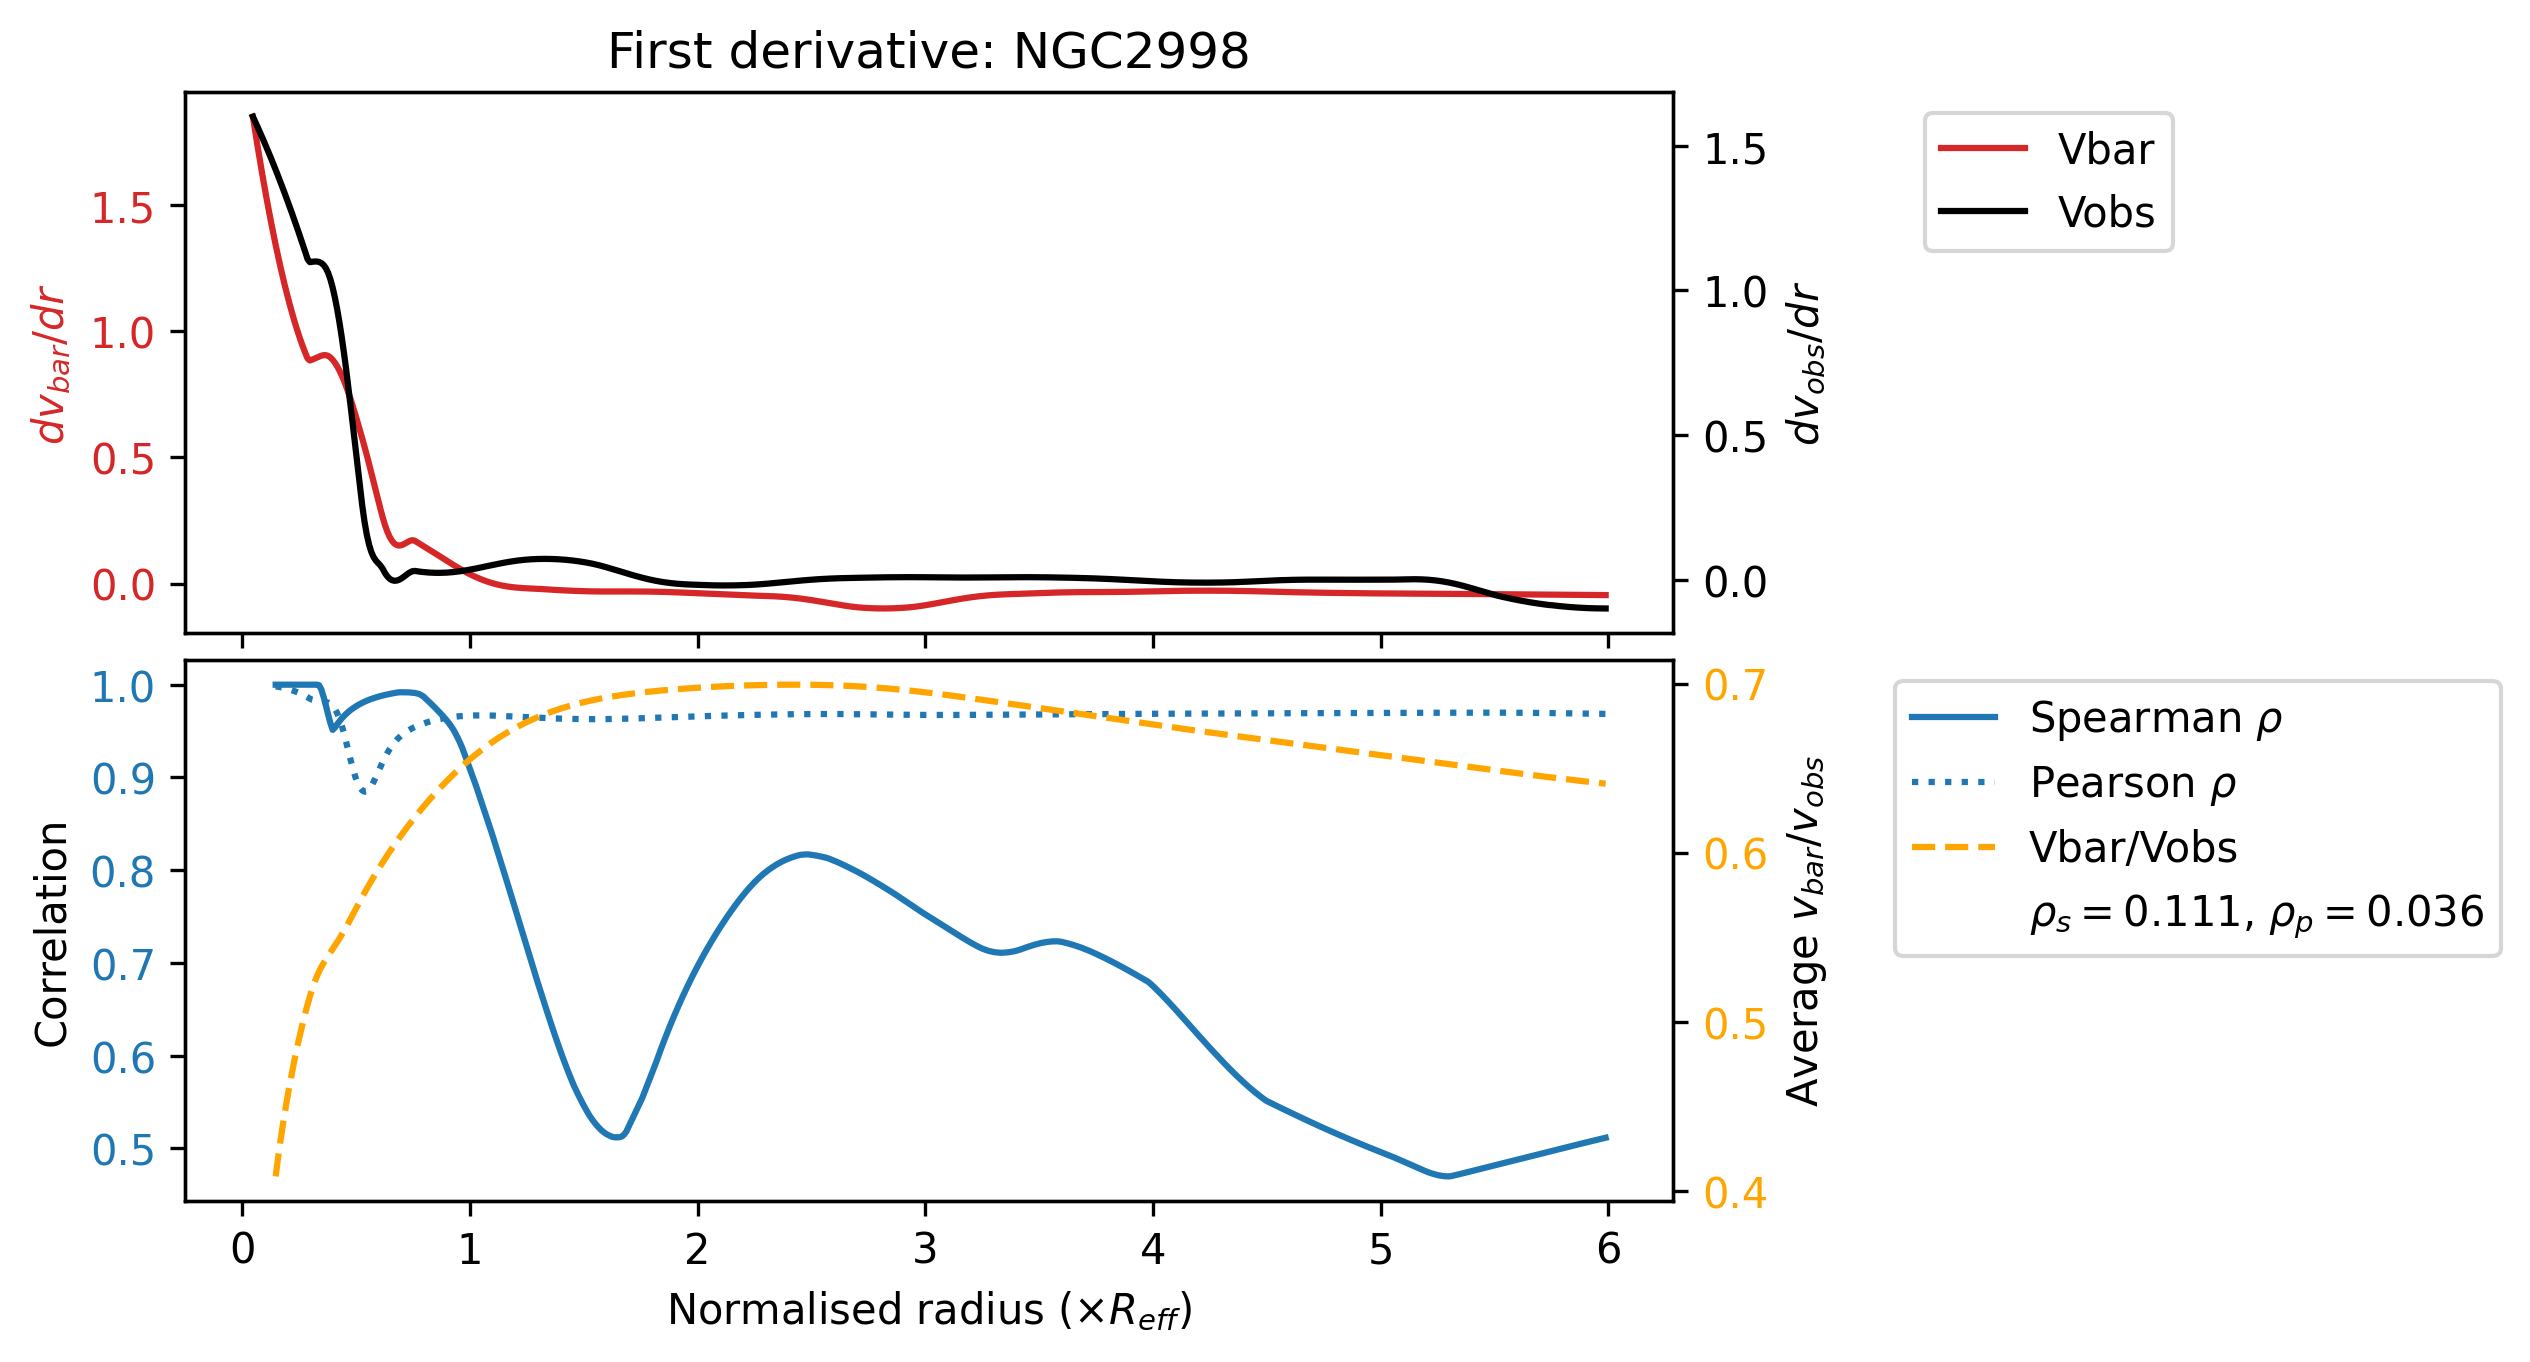 First derivative: NGC2998
1.5
1.0
0.5
0.0
dv_bar/dr
1.5
1.0
0.5
0.0
dv_obs/dr
Vbar
Vobs
1.0
0.9
0.8
0.7
0.6
0.5
Correlation
0.7
0.6
0.5
0.4
Average v_bar/v_obs
Spearman ρ
Pearson ρ
Vbar/Vobs
ρ_s = 0.111, ρ_p = 0.036
0 1 2 3 4 5 6
Normalised radius (×R_eff)